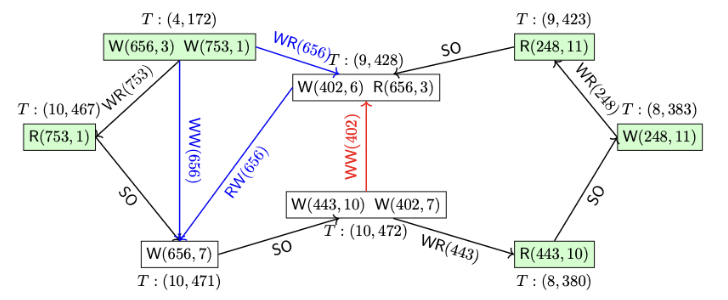 T : (4, 172)
W(656, 3) W(753, 1)
WR(656)
T : (9, 428)
W(402, 6) R(656, 3)
SO
T : (9, 423)
R(248, 11)
WR(753)
WR(248)
T : (10, 467)
R(753, 1)
T : (8, 383)
W(248, 11)
WW(656)
RW(656)
WW(402)
SO
SO
W(443, 10) W(402, 7)
T : (10, 472)
W(656, 7)
T : (10, 471)
SO
WR(443)
R(443, 10)
T : (8, 380)